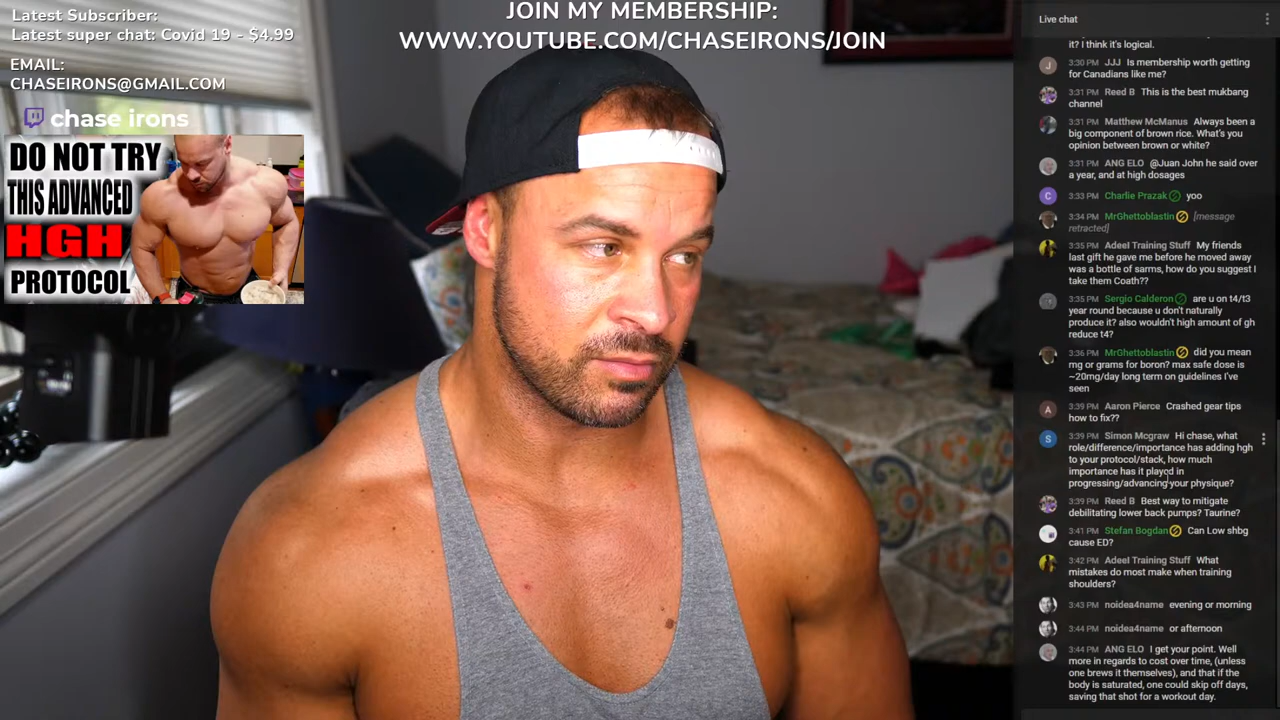 Latest Subscriber:
Latest super chat: Covid 19 - $4.99
EMAIL:
CHASEIRONS@GMAIL.COM
chase irons
DO NOT TRY
THIS ADVANCED
HGH
PROTOCOL
JOIN MY MEMBERSHIP:
WWW.YOUTUBE.COM/CHASEIRONS/JOIN
Live chat
it? I think it's logical.
J
3:30 PM JJJ Is membership worth getting
for Canadians like me?
3:31 PM Reed B This is the best mukbang
channel
3:31 PM Matthew McManus Always been a
big component of brown rice. What's you
opinion between brown or white?
3:31 PM ANG ELO @Juan John he said over
a year, and at high dosages
C
3:33 PM Charlie Prazak yoo
3:34 PM MrGhettoblastin [message
retracted]
3:35 PM Adeel Training Stuff My friends
last gift he gave me before he moved away
was a bottle of sarms, how do you suggest I
take them Coath??
3:35 PM Sergio Calderon are u on t4/t3
year round because u don't naturally
produce it? also wouldn't high amount of gh
reduce t4?
3:36 PM MrGhettoblastin did you mean
mg or grams for boron? max safe dose is
~20mg/day long term on guidelines I've
seen
A
3:39 PM Aaron Pierce Crashed gear tips
how to fix??
S
3:39 PM Simon Mcgraw Hi chase, what
role/difference/importance has adding hgh
to your protocol/stack, how much
importance has it played in
progressing/advancing your physique?
3:39 PM Reed B Best way to mitigate
debilitating lower back pumps? Taurine?
3:41 PM Stefan Bogdan Can Low shbg
cause ED?
3:42 PM Adeel Training Stuff What
mistakes do most make when training
shoulders?
3:43 PM noidea4name evening or morning
3:44 PM noidea4name or afternoon
3:44 PM ANG ELO I get your point. Well
more in regards to cost over time, (unless
one brews it themselves), and that if the
body is saturated, one could skip off days,
saving that shot for a workout day.